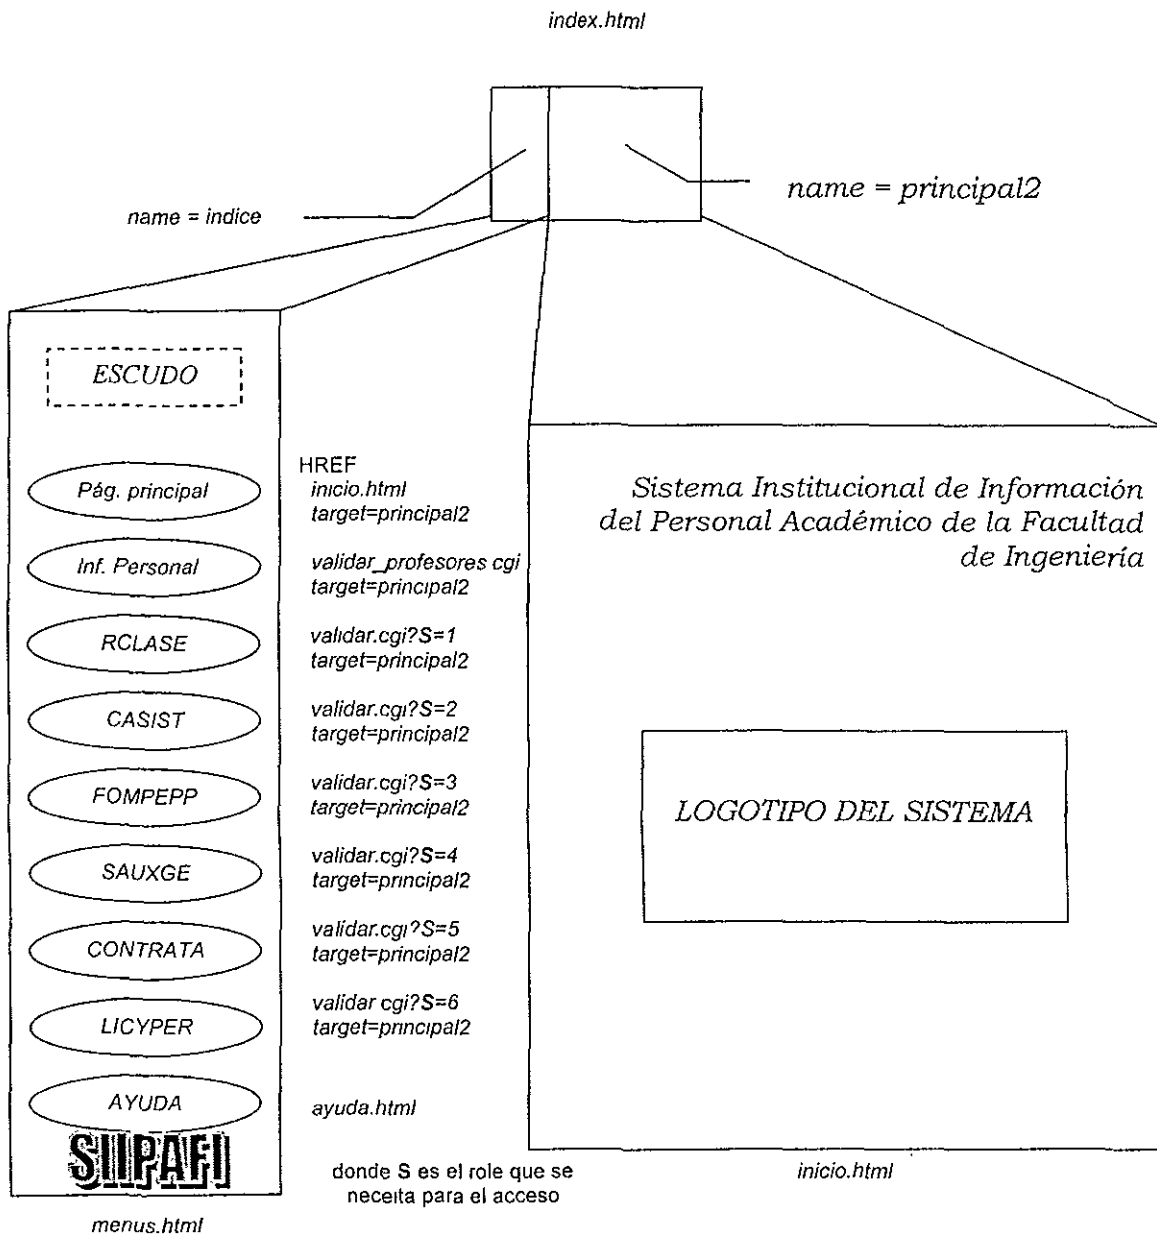 index.html
name = principal2
name = indice
ESCUDO
HREF
Pág. principal
inicio.html
target=principal2
Inf. Personal
validar_profesores cgi
target=principal2
RCLASE
validar.cgi?S=1
target=principal2
CASIST
validar.cgi?S=2
target=principal2
FOMPEPP
validar.cgi?S=3
target=principal2
SAUXGE
validar.cgi?S=4
target=principal2
CONTRATA
validar.cgi?S=5
target=principal2
LICYPER
validar cgi?S=6
target=principal2
AYUDA
ayuda.html
SIIPAFI
donde S es el role que se
neceita para el acceso
menus.html
Sistema Institucional de Información
del Personal Académico de la Facultad
de Ingeniería
LOGOTIPO DEL SISTEMA
inicio.html